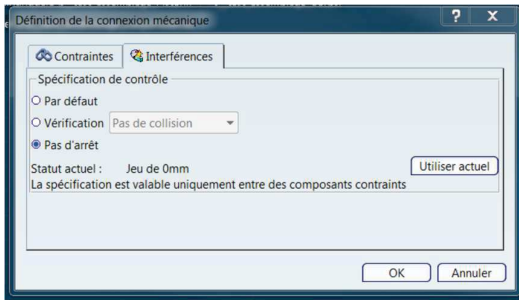 Définition de la connexion mécanique
? X
Contraintes Interférences
Spécification de contrôle
Par défaut
Vérification Pas de collision
Pas d'arrêt
Statut actuel : Jeu de 0mm Utiliser actuel
La spécification est valable uniquement entre des composants contraints
OK Annuler